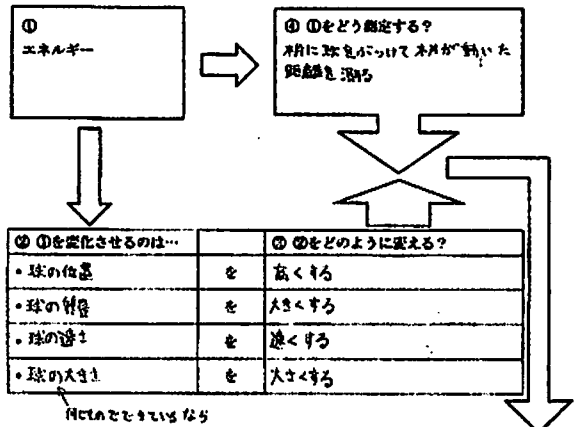 ①
エネルギー
④ ①をどう測定する?
木片に球をぶつけて木片が動いた
距離を測る
② ①を変化させるのは…
③ ②をどのように変える?
・球の位置 を 高くする
・球の を 大きくする
・球の速さ を 速くする
・球の大きさ を 大きくする
同じものでできているなら